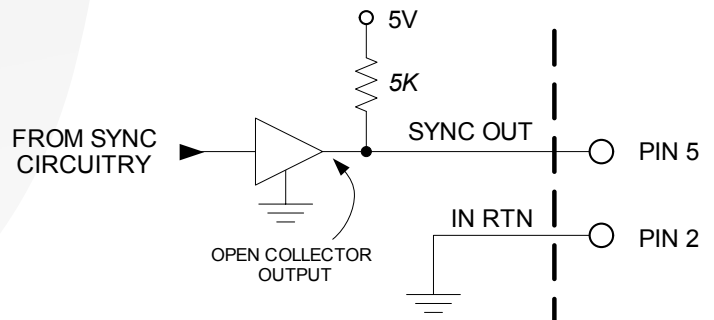 5V
5K
FROM SYNC
CIRCUITRY
SYNC OUT
PIN 5
IN RTN
PIN 2
OPEN COLLECTOR
OUTPUT